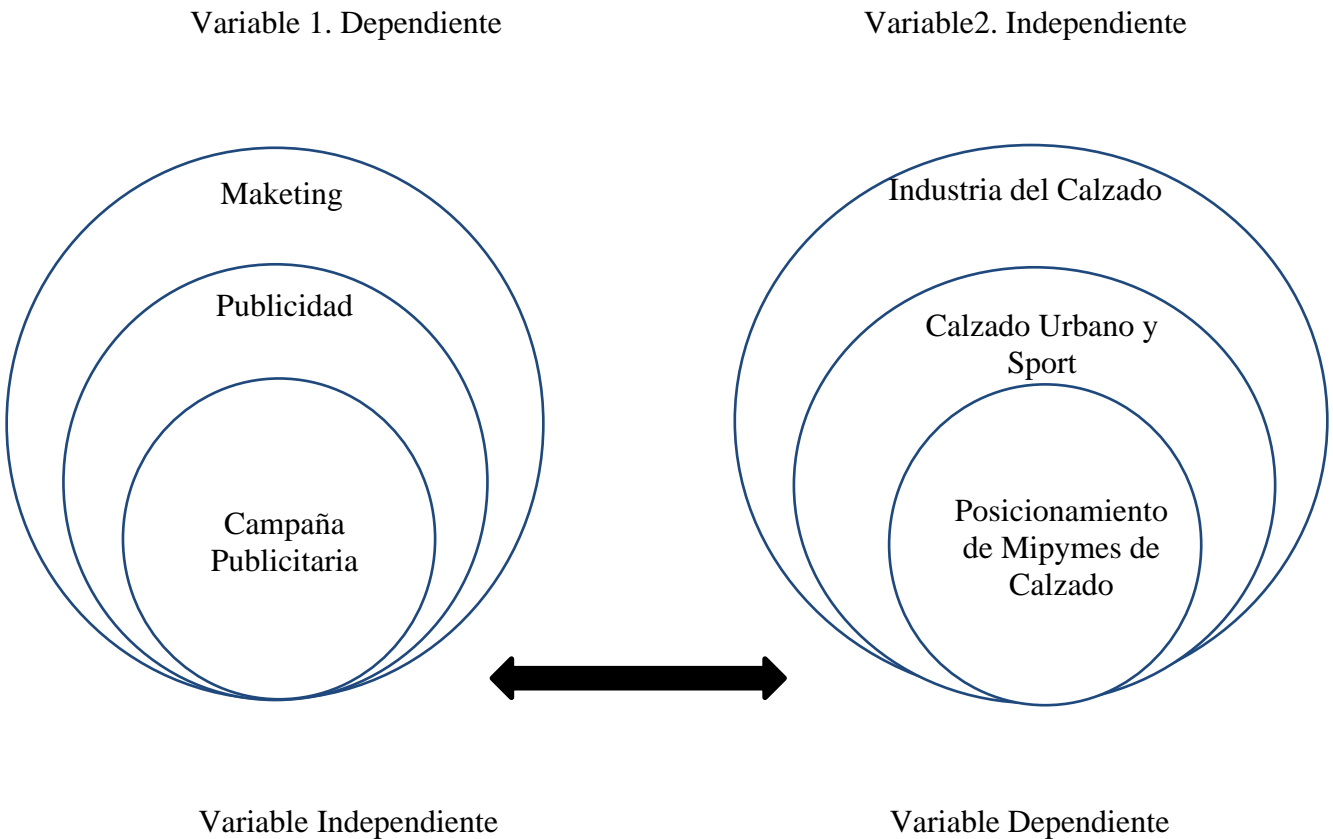 Variable 1. Dependiente
Variable2. Independiente
Maketing
Publicidad
Campaña
Publicitaria
Industria del Calzado
Calzado Urbano y
Sport
Posicionamiento
de Mipymes de
Calzado
Variable Independiente
Variable Dependiente